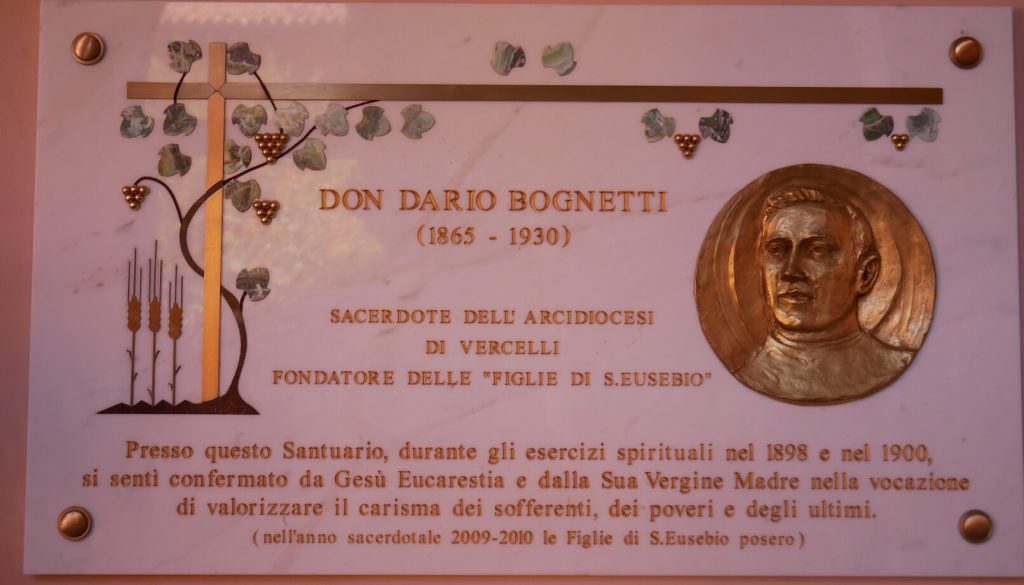 DON DARIO BOGNETTI
(1865 - 1930)
SACERDOTE DELL' ARCIDIOCESI
DI VERCELLI
FONDATORE DELLE "FIGLIE DI S.EUSEBIO"
Presso questo Santuario, durante gli esercizi spirituali nel 1898 e nel 1900,
si sentì confermato da Gesù Eucarestia e dalla Sua Vergine Madre nella vocazione
di valorizzare il carisma dei sofferenti, dei poveri e degli ultimi.
(nell'anno sacerdotale 2009-2010 le Figlie di S.Eusebio posero)